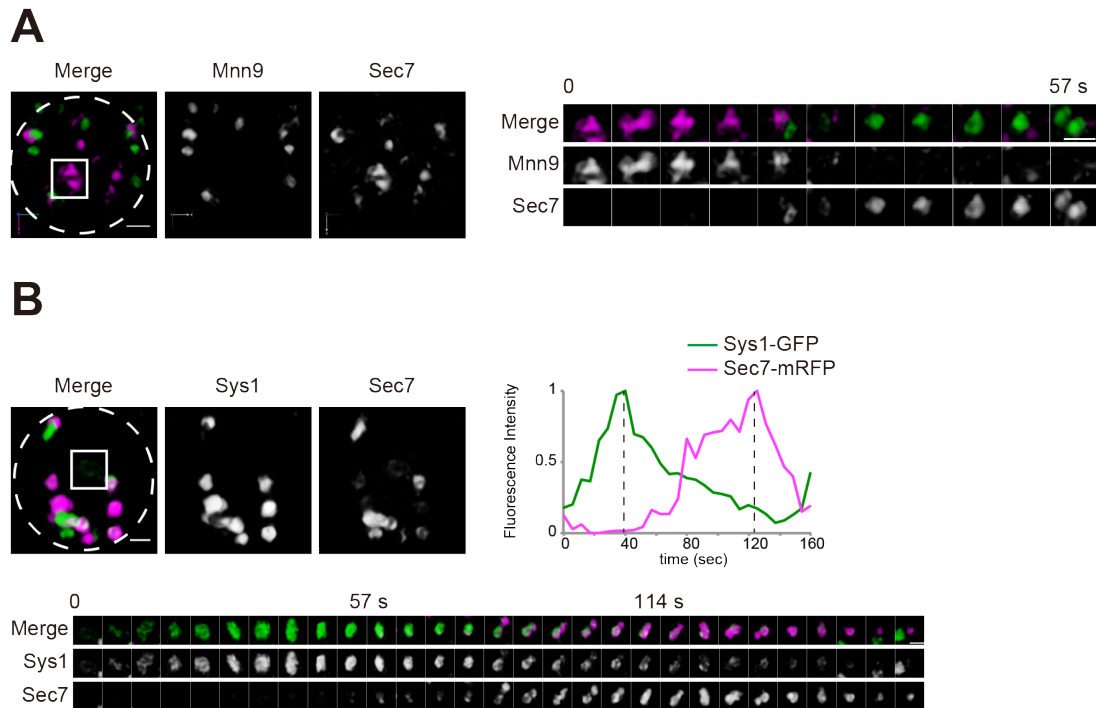 A
Merge Mnn9 Sec7
0 57 s
Merge
Mnn9
Sec7
B
Merge Sys1 Sec7
Sys1-GFP
Sec7-mRFP
Fluorescence Intensity
1
0.5
0
0 40 80 120 160
time (sec)
0 57 s 114 s
Merge
Sys1
Sec7